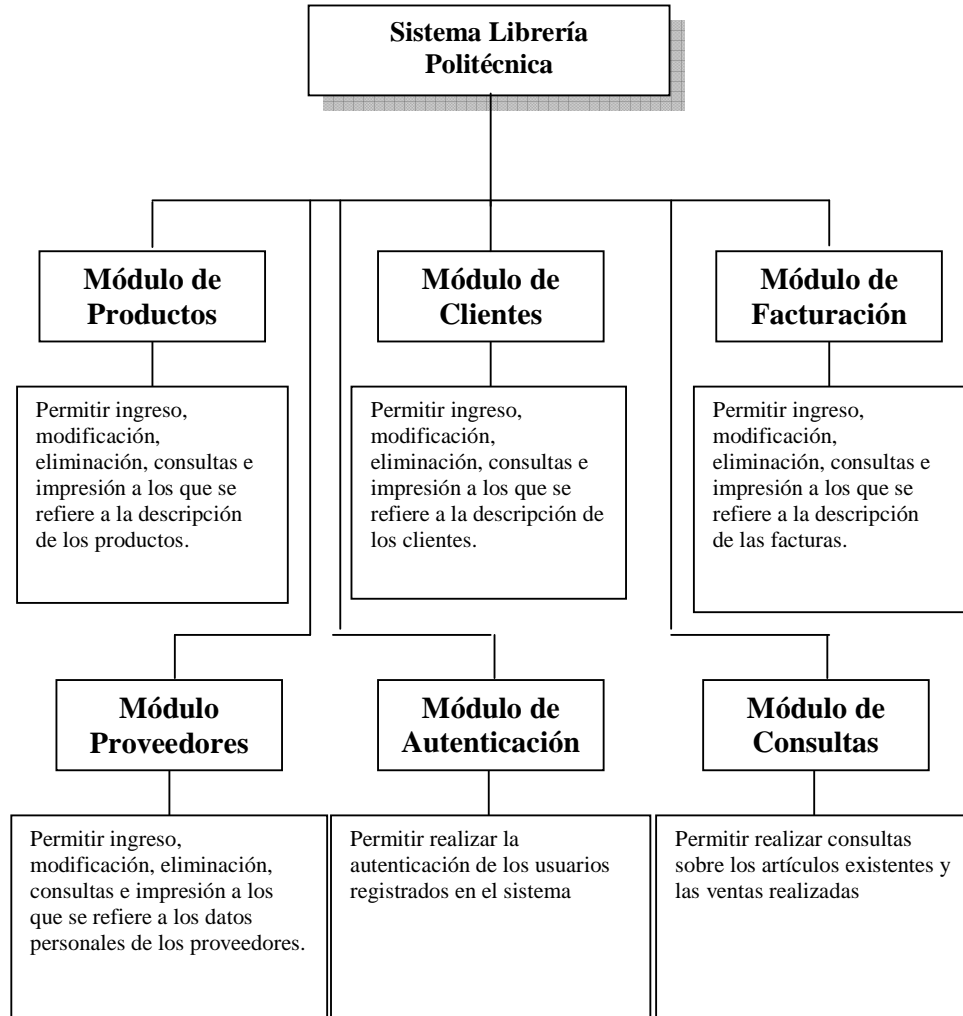 Sistema Librería
Politécnica
Módulo de
Productos
Módulo de
Clientes
Módulo de
Facturación
Permitir ingreso,
modificación,
eliminación, consultas e
impresión a los que se
refiere a la descripción
de los productos.
Permitir ingreso,
modificación,
eliminación, consultas e
impresión a los que se
refiere a la descripción de
los clientes.
Permitir ingreso,
modificación,
eliminación, consultas e
impresión a los que se
refiere a la descripción
de las facturas.
Módulo
Proveedores
Módulo de
Autenticación
Módulo de
Consultas
Permitir ingreso,
modificación, eliminación,
consultas e impresión a los
que se refiere a los datos
personales de los proveedores.
Permitir realizar la
autenticación de los usuarios
registrados en el sistema
Permitir realizar consultas
sobre los artículos existentes y
las ventas realizadas